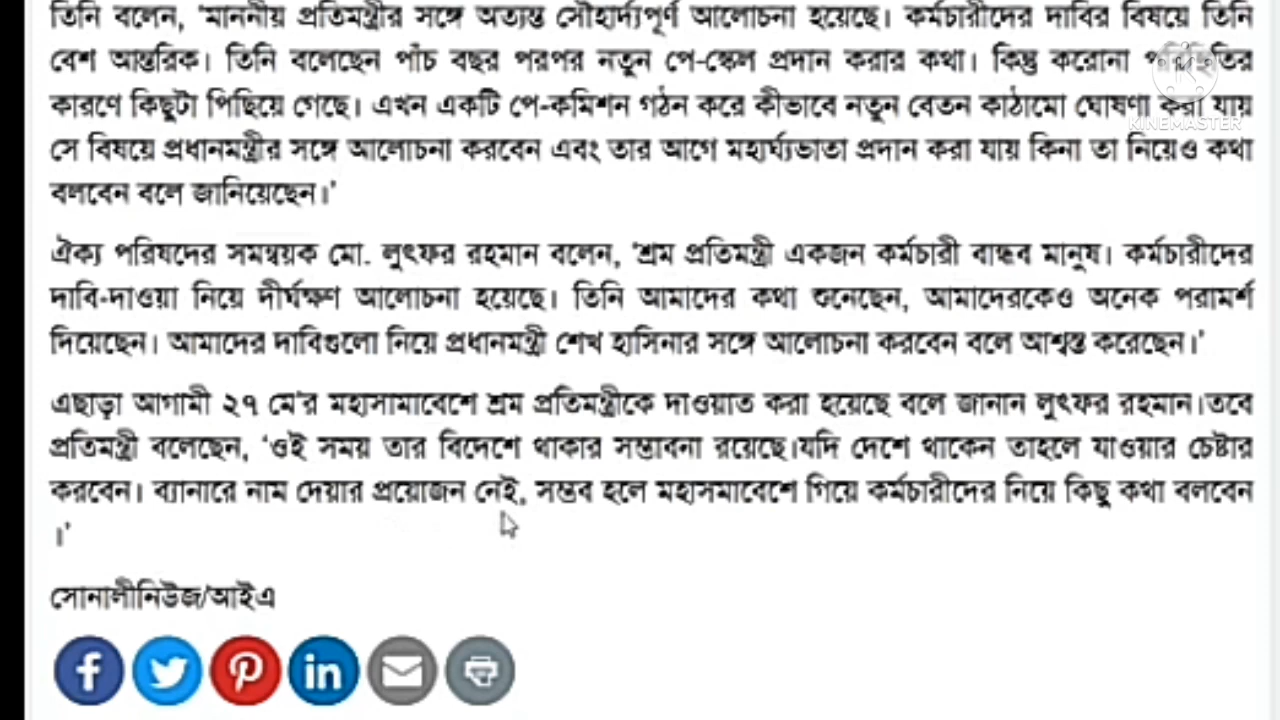 তিনি বলেন, 'মাননীয় প্রতিমন্ত্রীর সঙ্গে অত্যন্ত সৌহার্দ্যপূর্ণ আলোচনা হয়েছে। কর্মচারীদের দাবির বিষয়ে তিনি
বেশ আন্তরিক। তিনি বলেছেন পাঁচ বছর পরপর নতুন পে-স্কেল প্রদান করার কথা। কিন্তু করোনা
কারণে কিছুটা পিছিয়ে গেছে। এখন একটি পে-কমিশন গঠন করে কীভাবে নতুন বেতন কাঠামো ঘোষণা করা যায়
KINEMASTER
সে বিষয়ে প্রধানমন্ত্রীর সঙ্গে আলোচনা করবেন এবং তার আগে মহার্ঘ্যভাতা প্রদান করা যায় কিনা তা নিয়েও কথা
বলবেন বলে জানিয়েছেন।'
ঐক্য পরিষদের সমন্বয়ক মো. লুৎফর রহমান বলেন, 'শ্রম প্রতিমন্ত্রী একজন কর্মচারী বান্ধব মানুষ। কর্মচারীদের
দাবি-দাওয়া নিয়ে দীর্ঘক্ষণ আলোচনা হয়েছে। তিনি আমাদের কথা শুনেছেন, আমাদেরকেও অনেক পরামর্শ
দিয়েছেন। আমাদের দাবিগুলো নিয়ে প্রধানমন্ত্রী শেখ হাসিনার সঙ্গে আলোচনা করবেন বলে আশ্বস্ত করেছেন।'
এছাড়া আগামী ২৭ মে'র মহাসামাবেশে শ্রম প্রতিমন্ত্রীকে দাওয়াত করা হয়েছে বলে জানান লুৎফর রহমান।তবে
প্রতিমন্ত্রী বলেছেন, 'ওই সময় তার বিদেশে থাকার সম্ভাবনা রয়েছে।যদি দেশে থাকেন তাহলে যাওয়ার চেষ্টার
করবেন। ব্যানারে নাম দেয়ার প্রয়োজন নেই, সম্ভব হলে মহাসমাবেশে গিয়ে কর্মচারীদের নিয়ে কিছু কথা বলবেন
।'
সোনালীনিউজ/আইএ